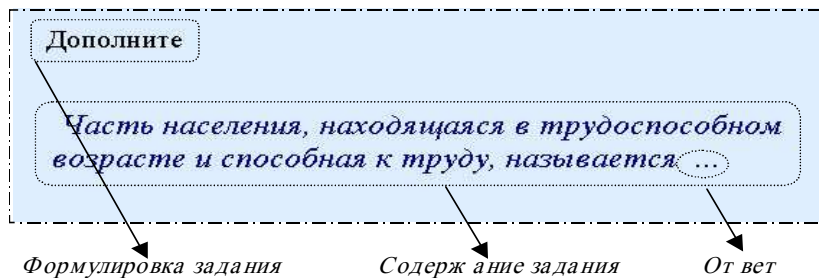 Дополните
Часть населения, находящаяся в трудоспособном
возрасте и способная к труду, называется ...
Формулировка задания Содержание задания Ответ